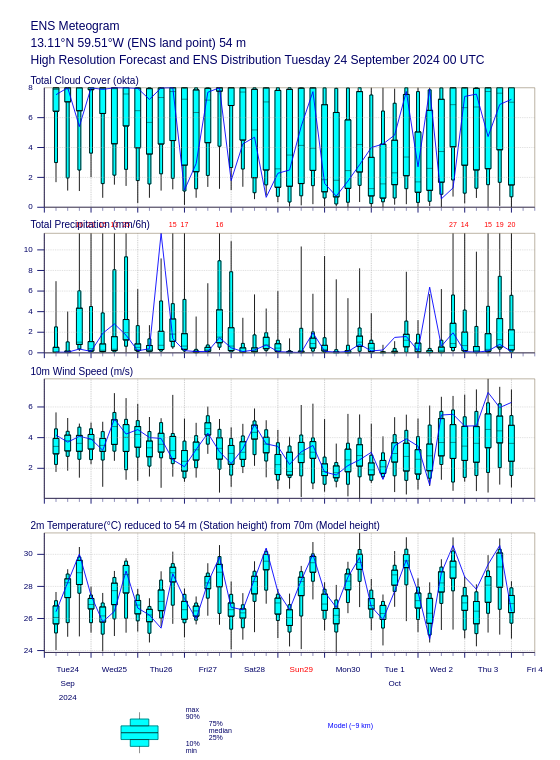 ENS Meteogram
13.11°N 59.51°W (ENS land point) 54 m
High Resolution Forecast and ENS Distribution Tuesday 24 September 2024 00 UTC
Total Cloud Cover (okta)
8
6
4
2
0
Total Precipitation (mm/6h)
15 17 16 27 14 15 19 20
10
8
6
4
2
0
10m Wind Speed (m/s)
6
4
2
2m Temperature(°C) reduced to 54 m (Station height) from 70m (Model height)
30
28
26
24
Tue24 Wed25 Thu26 Fri27 Sat28 Sun29 Mon30 Tue 1 Wed 2 Thu 3 Fri 4
Sep Oct
2024
max
90%
75%
median
25%
10%
min
Model (~9 km)